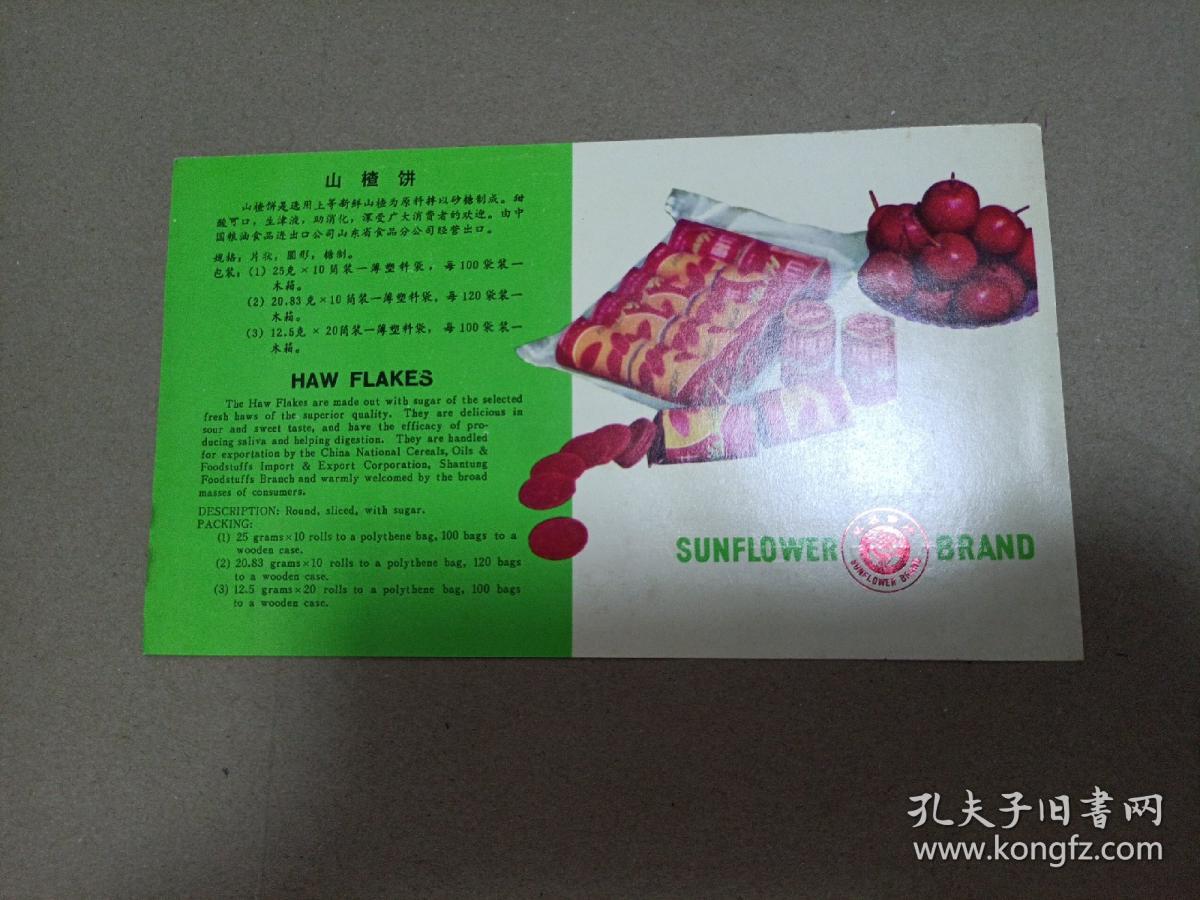 山楂饼
山楂饼是选用上等新鲜山楂为原料拌以砂糖制成。甜
酸可口，生津液，助消化，深受广大消费者的欢迎。由中
国粮油食品进出口公司山东省食品分公司经营出口。
规格：片状，圆形，糖制。
包装：(1) 25克×10筒装一薄塑料袋，每100袋装一
木箱。
(2) 20.83克×10筒装一薄塑料袋，每120袋装一
木箱。
(3) 12.5克×20筒装一薄塑料袋，每100袋装一
木箱。
HAW FLAKES
The Haw Flakes are made out with sugar of the selected
fresh haws of the superior quality. They are delicious in
sour and sweet taste, and have the efficacy of pro-
ducing saliva and helping digestion. They are handled
for exportation by the China National Cereals, Oils &
Foodstuffs Import & Export Corporation, Shantung
Foodstuffs Branch and warmly welcomed by the broad
masses of consumers.
DESCRIPTION: Round, sliced, with sugar.
PACKING:
(1) 25 grams×10 rolls to a polythene bag, 100 bags to a
wooden case.
(2) 20.83 grams×10 rolls to a polythene bag, 120 bags
to a wooden case.
(3) 12.5 grams×20 rolls to a polythene bag, 100 bags
to a wooden case.
SUNFLOWER BRAND
SUNFLOWER BRAND
孔夫子旧書网
www.kongfz.com